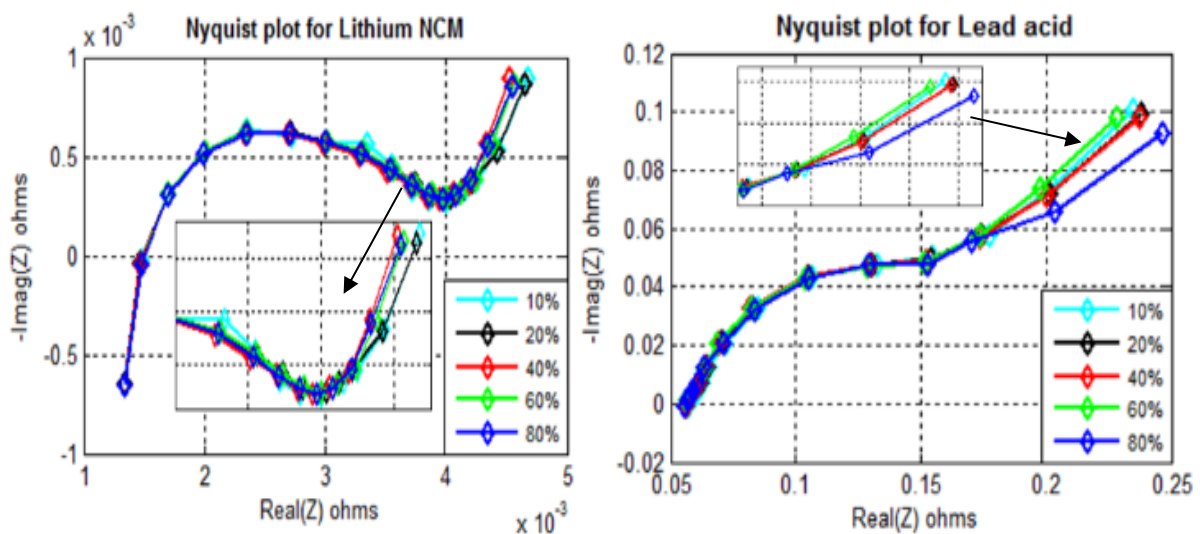 Nyquist plot for Lithium NCM
x 10⁻³
1
0.5
0
-0.5
-1
-Imag(Z) ohms
10%
20%
40%
60%
80%
1 2 3 4 5
Real(Z) ohms
x 10⁻³
Nyquist plot for Lead acid
0.12
0.1
0.08
0.06
0.04
0.02
0
-0.02
-Imag(Z) ohms
10%
20%
40%
60%
80%
0.05 0.1 0.15 0.2 0.25
Real(Z) ohms